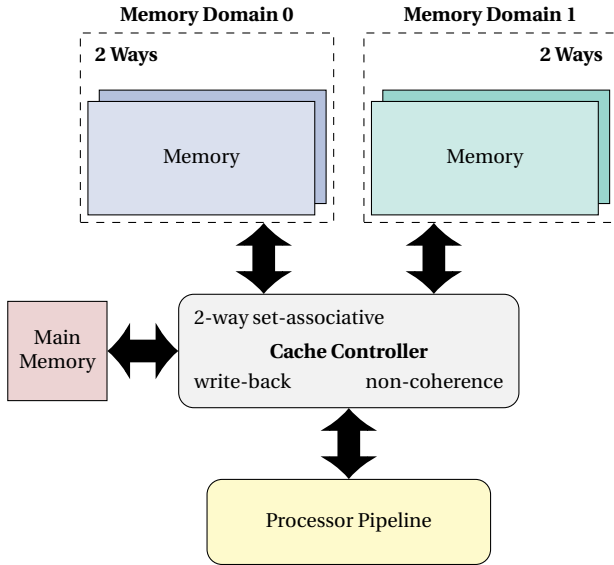 Memory Domain 0
Memory Domain 1
2 Ways
2 Ways
Memory
Memory
Main
Memory
2-way set-associative
Cache Controller
write-back
non-coherence
Processor Pipeline